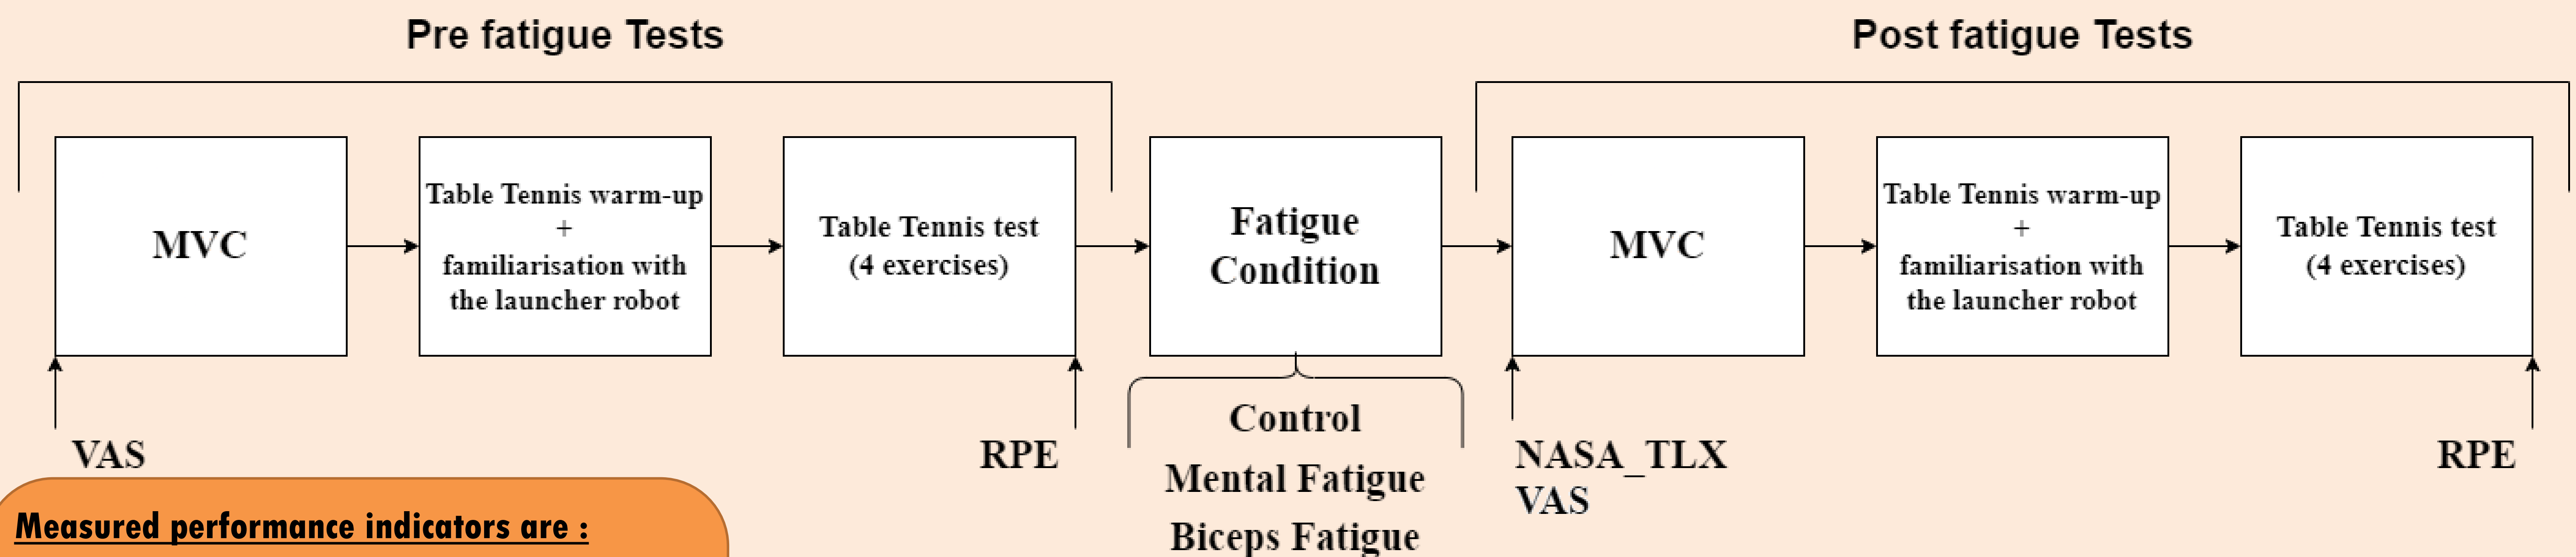 Pre fatigue Tests
Post fatigue Tests
MVC
Table Tennis warm-up
+
familiarisation with
the launcher robot
Table Tennis test
(4 exercises)
Fatigue
Condition
MVC
Table Tennis warm-up
+
familiarisation with
the launcher robot
Table Tennis test
(4 exercises)
VAS
RPE
Control
Mental Fatigue
Biceps Fatigue
NASA_TLX
VAS
RPE
Measured performance indicators are :